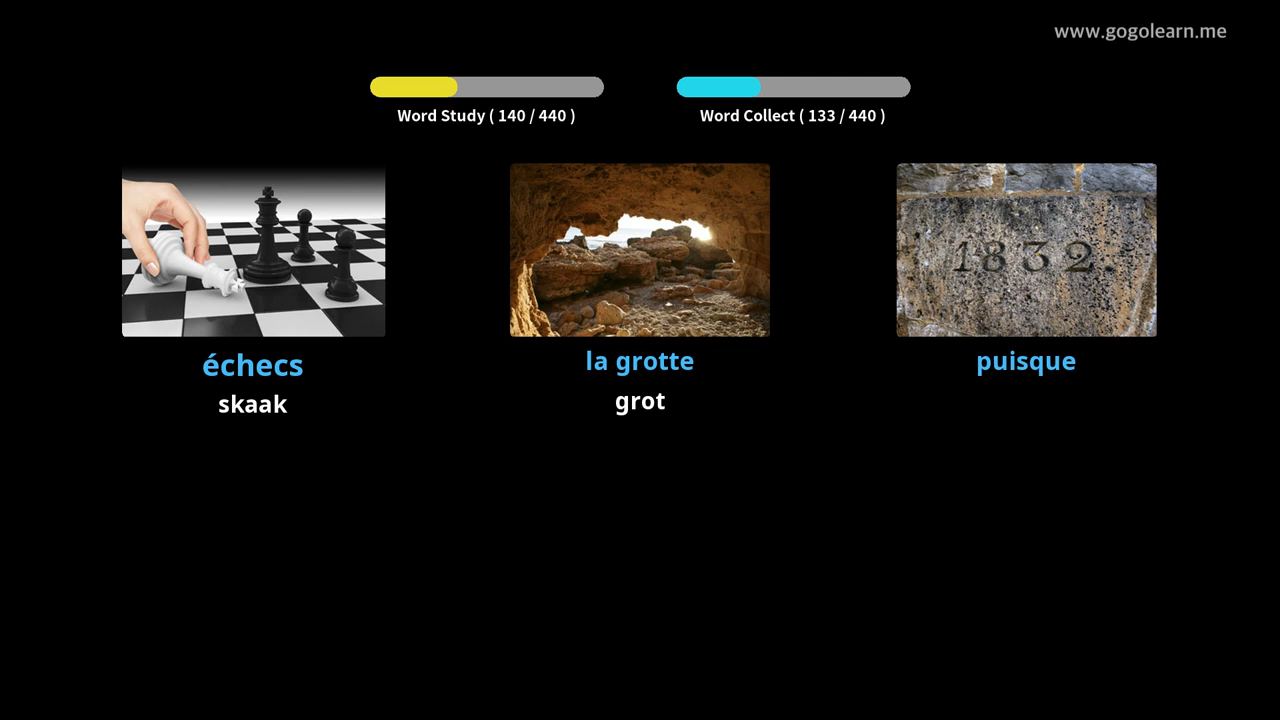 www.gogolearn.me
Word Study ( 140 / 440 )
Word Collect ( 133 / 440 )
1832.
échecs
la grotte
puisque
skaak
grot